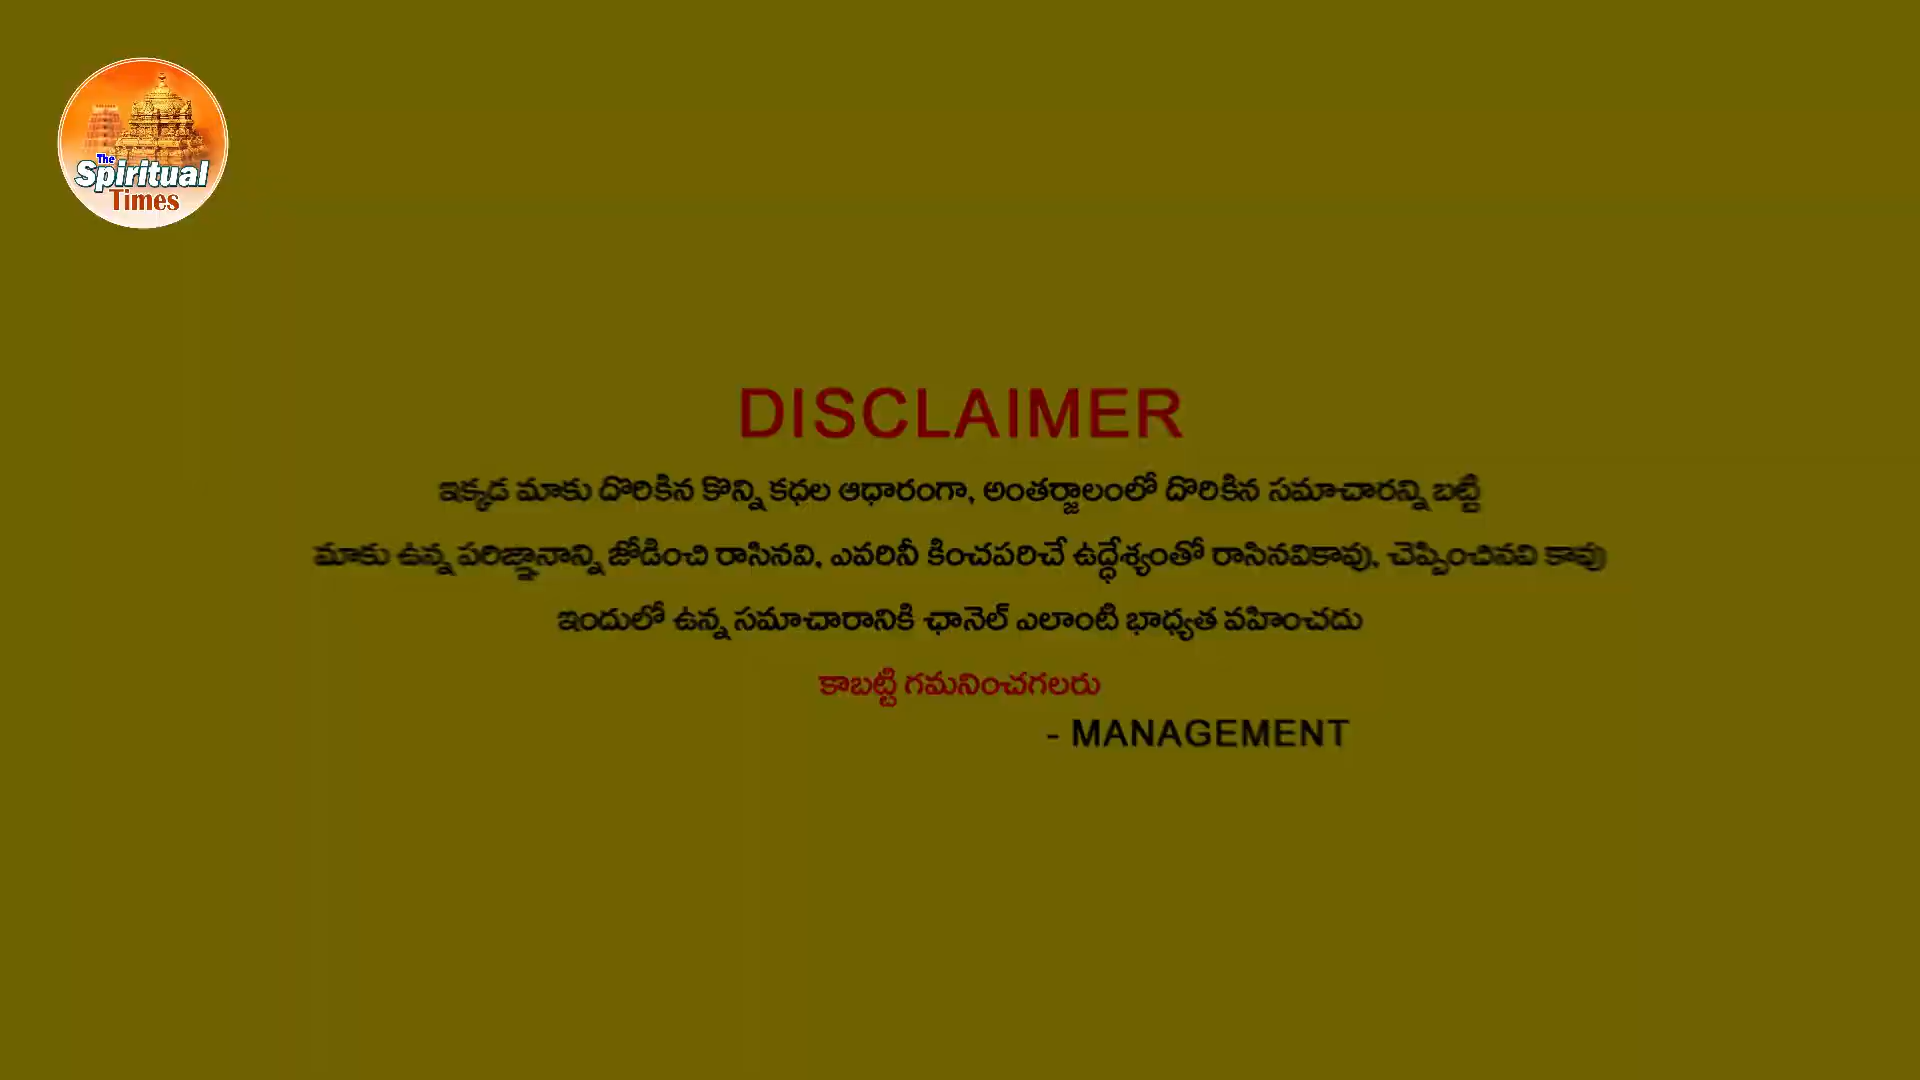 The
Spiritual
Times
DISCLAIMER
ఇక్కడ మాకు దొరికిన కొన్ని కధల ఆధారంగా, అంతర్జాలంలో దొరికిన సమాచారన్ని బట్టి
మాకు ఉన్న పరిజ్ఞానాన్ని జోడించి రాసినవి, ఎవరినీ కించపరిచే ఉద్ధేశ్యంతో రాసినవికావు, చెప్పించినవి కావు
ఇందులో ఉన్న సమాచారానికి ఛానెల్ ఎలాంటి భాధ్యత వహించదు
కాబట్టి గమనించగలరు
- MANAGEMENT